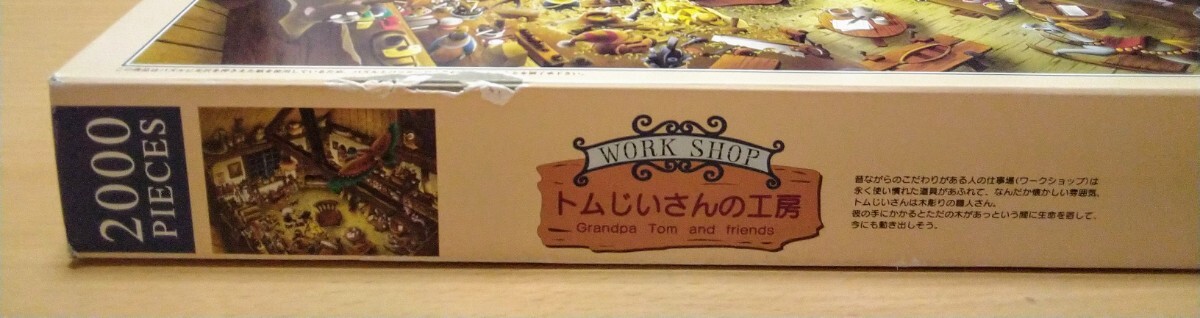 2000
PIECES
WORK SHOP
トムじいさんの工房
Grandpa Tom and friends
昔ながらのこだわりがある人の仕事場(ワークショップ)は
永く使い慣れた道具があふれて、なんだか懐かしい雰囲気。
トムじいさんは木彫りの職人さん。
彼の手にかかるとただの木があっという間に生命を宿して、
今にも動き出しそう。